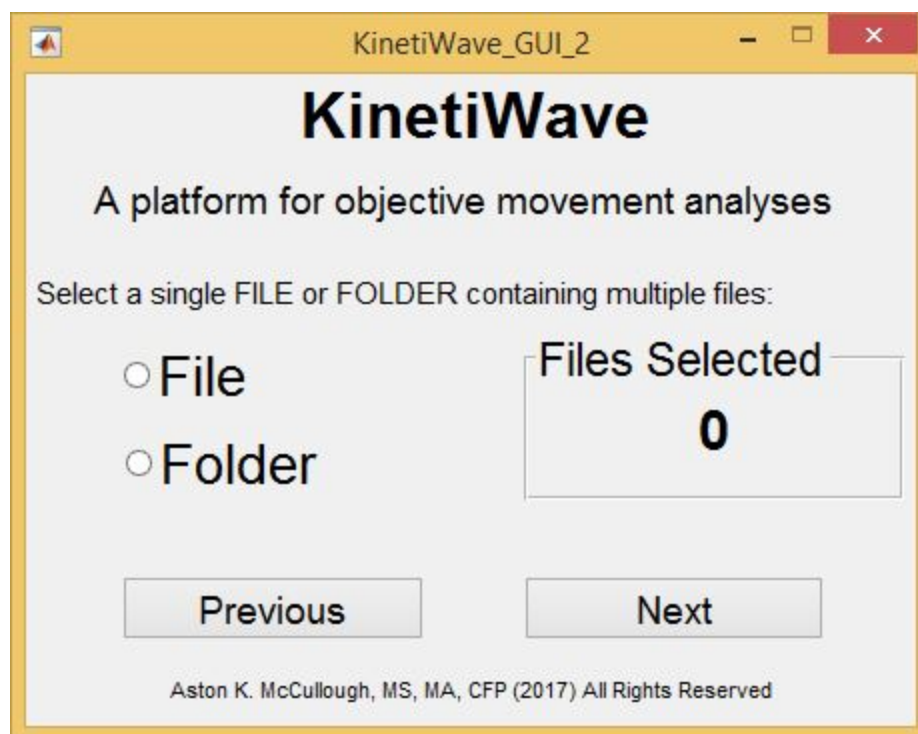 KinetiWave_GUI_2
KinetiWave
A platform for objective movement analyses
Select a single FILE or FOLDER containing multiple files:
File
Files Selected
0
Folder
Previous
Next
Aston K. McCullough, MS, MA, CFP (2017) All Rights Reserved